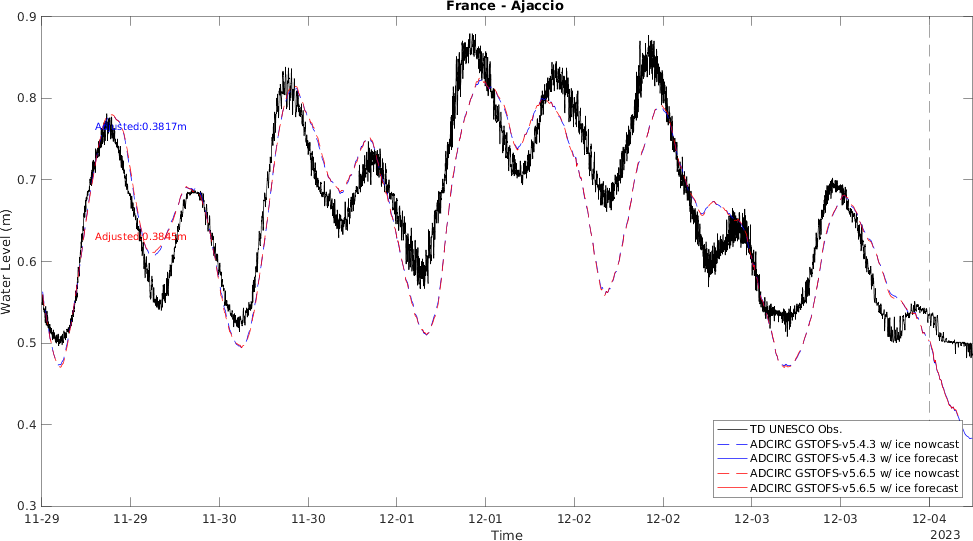 France - Ajaccio
0.9
0.8
0.7
0.6
0.5
0.4
0.3
Water Level (m)
Adjusted:0.3817m
Adjusted:0.3845m
TD UNESCO Obs.
ADCIRC GSTOFS-v5.4.3 w/ ice nowcast
ADCIRC GSTOFS-v5.4.3 w/ ice forecast
ADCIRC GSTOFS-v5.6.5 w/ ice nowcast
ADCIRC GSTOFS-v5.6.5 w/ ice forecast
11-29 11-29 11-30 11-30 12-01 12-01 12-02 12-02 12-03 12-03 12-04
Time
2023